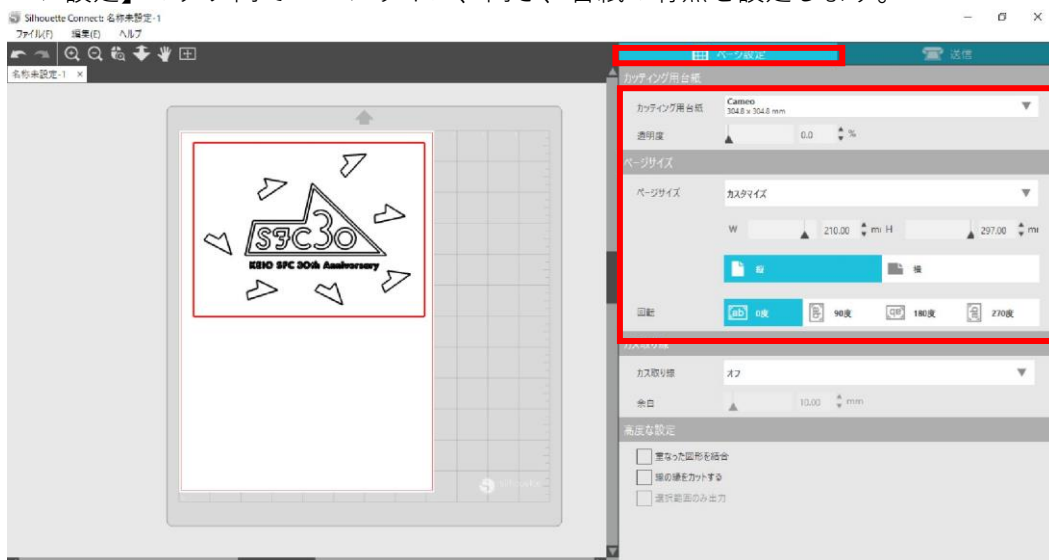 Silhouette Connect: 名称未設定-1
ファイル(F) 編集(E) ヘルプ
ページ設定
送信
名称未設定-1 ×
カッティング用台紙
カッティング用台紙
Cameo
304.8 x 304.8 mm
透明度 0.0 %
ページサイズ
ページサイズ カスタマイズ
W 210.00 mi H 297.00 mi
縦 横
回転 0度 90度 180度 270度
カス取り線
カス取り線 オフ
余白 10.00 mm
高度な設定
重なった図形を結合
線の縁をカットする
選択範囲のみ出力
SFC30
KEIO SFC 30th Anniversary
silhouette